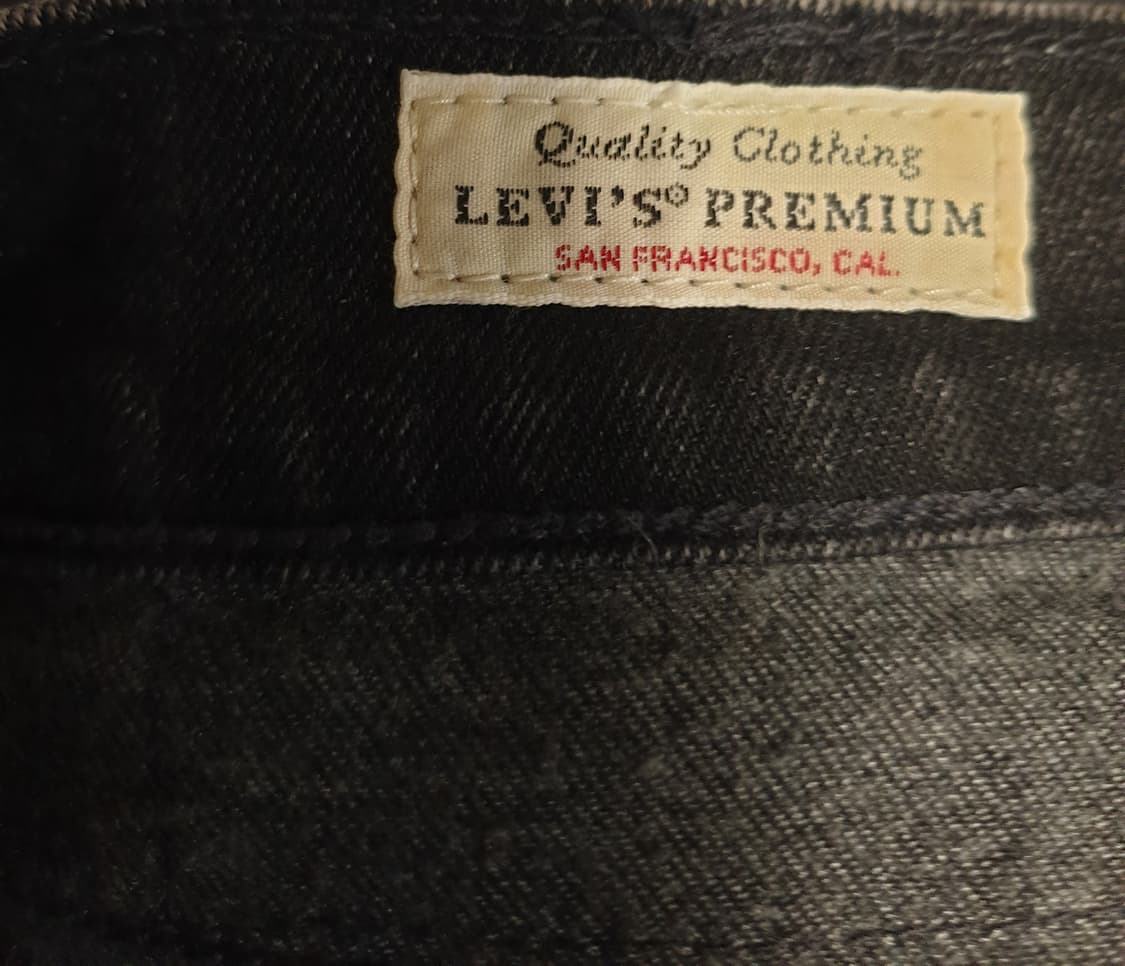 Quality Clothing
LEVI'S® PREMIUM
SAN FRANCISCO, CAL.